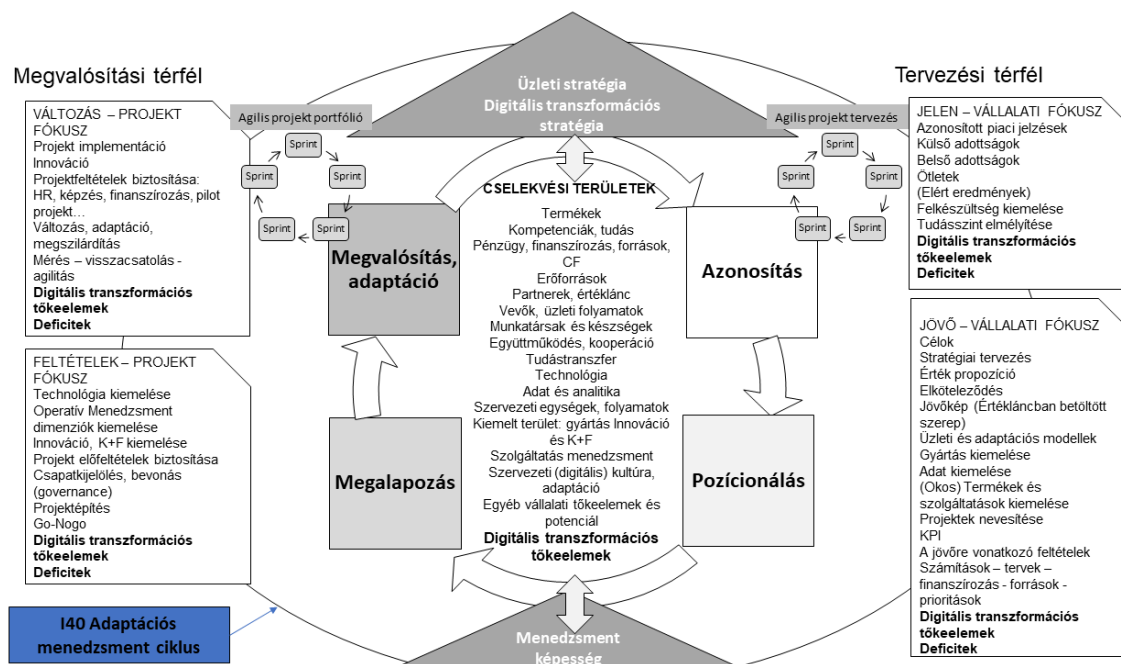 Megvalósítási térfél
VÁLTOZÁS – PROJEKT
FÓKUSZ
Projekt implementáció
Innováció
Projektfeltételek biztosítása:
HR, képzés, finanszírozás, pilot
projekt…
Változás, adaptáció,
megszilárdítás
Mérés – visszacsatolás -
agilitás
Digitális transzformációs
tőkeelemek
Deficitek
FELTÉTELEK – PROJEKT
FÓKUSZ
Technológia kiemelése
Operatív Menedzsment
dimenziók kiemelése
Innováció, K+F kiemelése
Projekt előfeltételek biztosítása
Csapatkijelölés, bevonás
(governance)
Projektépítés
Go-Nogo
Digitális transzformációs
tőkeelemek
Deficitek
I40 Adaptációs
menedzsment ciklus
Agilis projekt portfólió
Sprint
Sprint
Sprint
Sprint
Sprint
Üzleti stratégia
Digitális transzformációs
stratégia
Megvalósítás,
adaptáció
Megalapozás
CSELEKVÉSI TERÜLETEK
Termékek
Kompetenciák, tudás
Pénzügy, finanszírozás, források,
CF
Erőforrások
Partnerek, értéklánc
Vevők, üzleti folyamatok
Munkatársak és készségek
Együttműködés, kooperáció
Tudástranszfer
Technológia
Adat és analitika
Szervezeti egységek, folyamatok
Kiemelt terület: gyártás Innováció
és K+F
Szolgáltatás menedzsment
Szervezeti (digitális) kultúra,
adaptáció
Egyéb vállalati tőkeelemek és
potenciál
Digitális transzformációs
tőkeelemek
Azonosítás
Pozícionálás
Menedzsment
képesség
Agilis projekt tervezés
Sprint
Sprint
Sprint
Sprint
Sprint
Tervezési térfél
JELEN – VÁLLALATI FÓKUSZ
Azonosított piaci jelzések
Külső adottságok
Belső adottságok
Ötletek
(Elért eredmények)
Felkészültség kiemelése
Tudásszint elmélyítése
Digitális transzformációs
tőkeelemek
Deficitek
JÖVŐ – VÁLLALATI FÓKUSZ
Célok
Stratégiai tervezés
Érték propozíció
Elköteleződés
Jövőkép (Értékláncban betöltött
szerep)
Üzleti és adaptációs modellek
Gyártás kiemelése
Adat kiemelése
(Okos) Termékek és
szolgáltatások kiemelése
Projektek nevesítése
KPI
A jövőre vonatkozó feltételek
Számítások – tervek –
finanszírozás - források -
prioritások
Digitális transzformációs
tőkeelemek
Deficitek